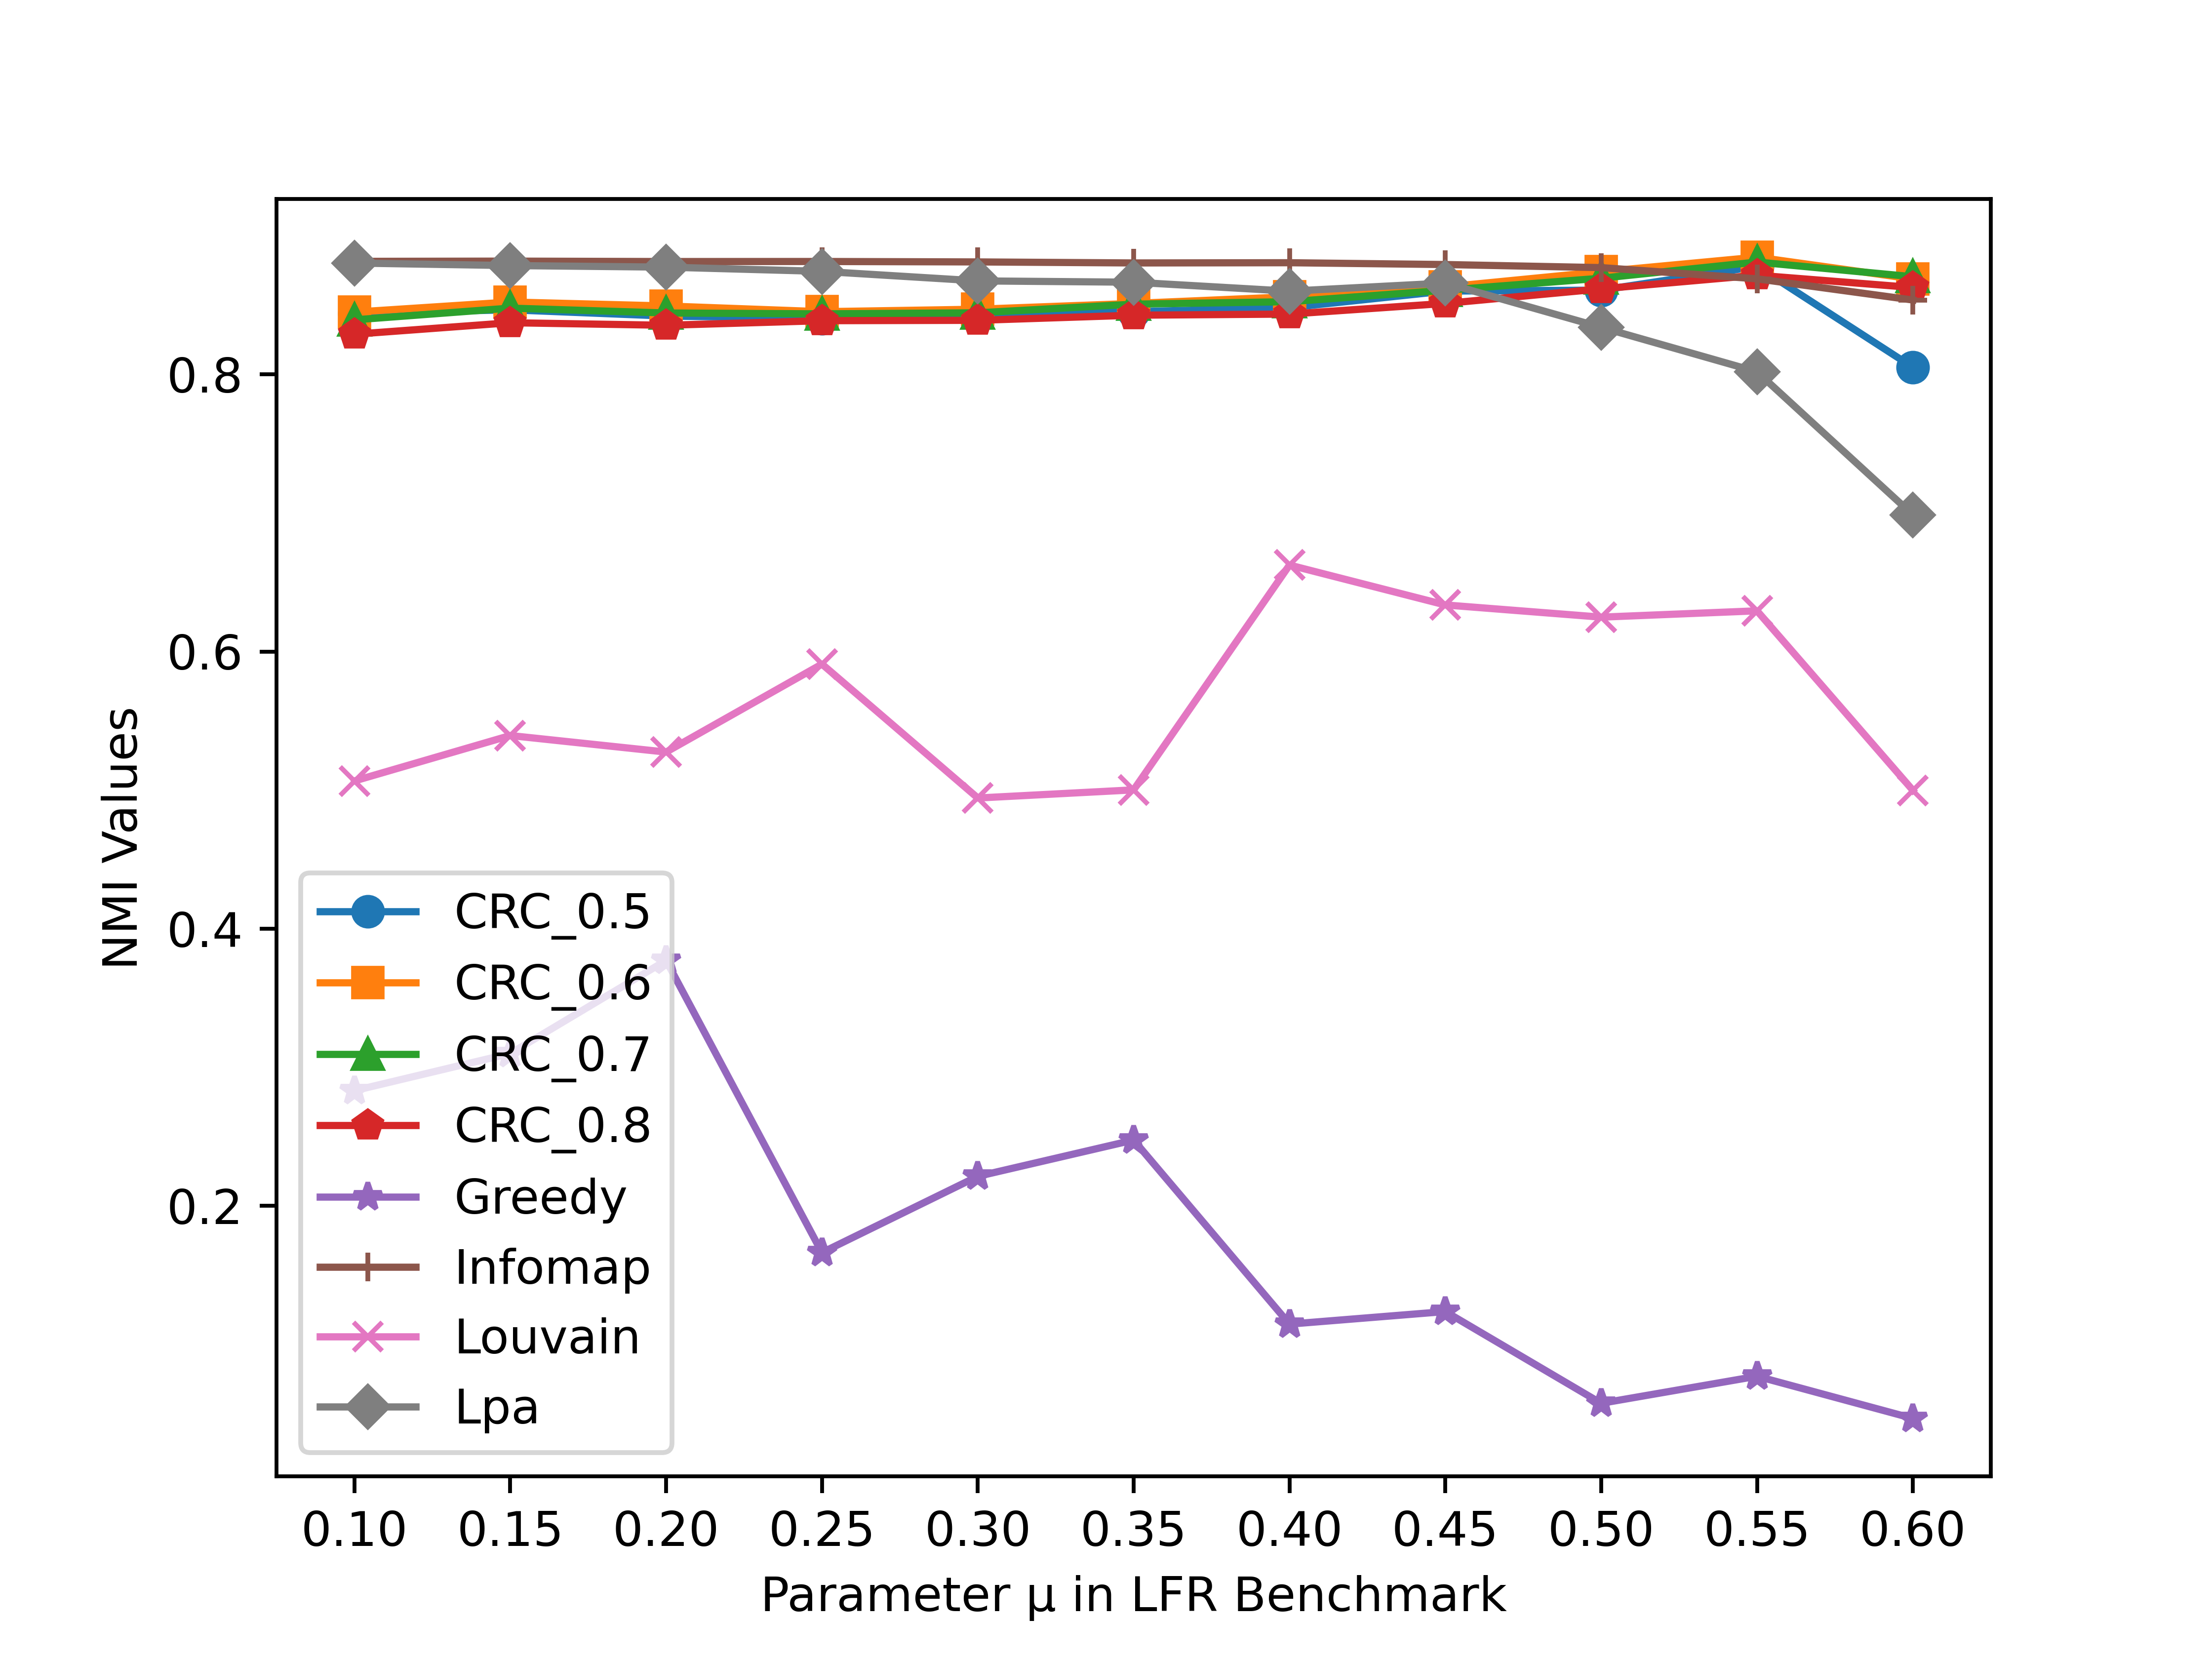 NMI Values
0.8
0.6
0.4
0.2
CRC_0.5
CRC_0.6
CRC_0.7
CRC_0.8
Greedy
Infomap
Louvain
Lpa
0.10 0.15 0.20 0.25 0.30 0.35 0.40 0.45 0.50 0.55 0.60
Parameter μ in LFR Benchmark